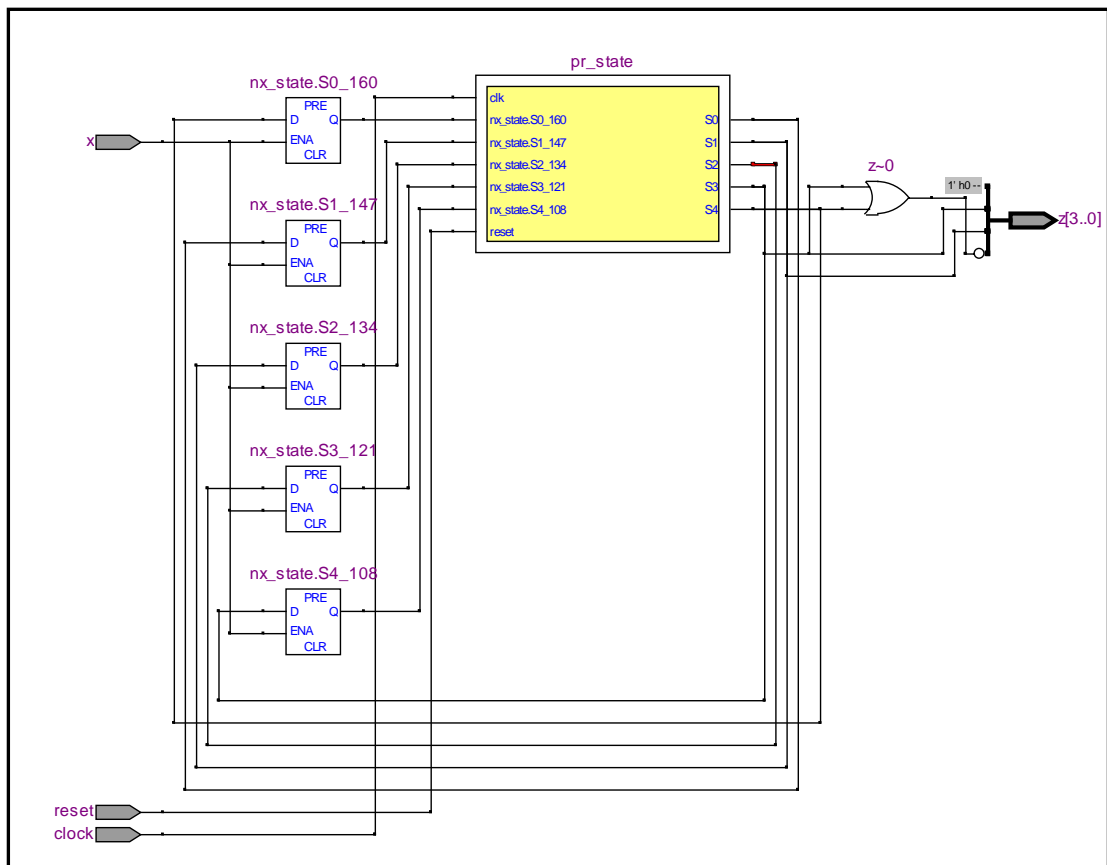 pr_state
nx_state.S0_160
PRE
D Q
ENA
CLR
x
clk
nx_state.S0_160 S0
nx_state.S1_147 S1
nx_state.S2_134 S2
nx_state.S3_121 S3
nx_state.S4_108 S4
reset
z~0
1' h0 --
z[3..0]
nx_state.S1_147
PRE
D Q
ENA
CLR
nx_state.S2_134
PRE
D Q
ENA
CLR
nx_state.S3_121
PRE
D Q
ENA
CLR
nx_state.S4_108
PRE
D Q
ENA
CLR
reset
clock